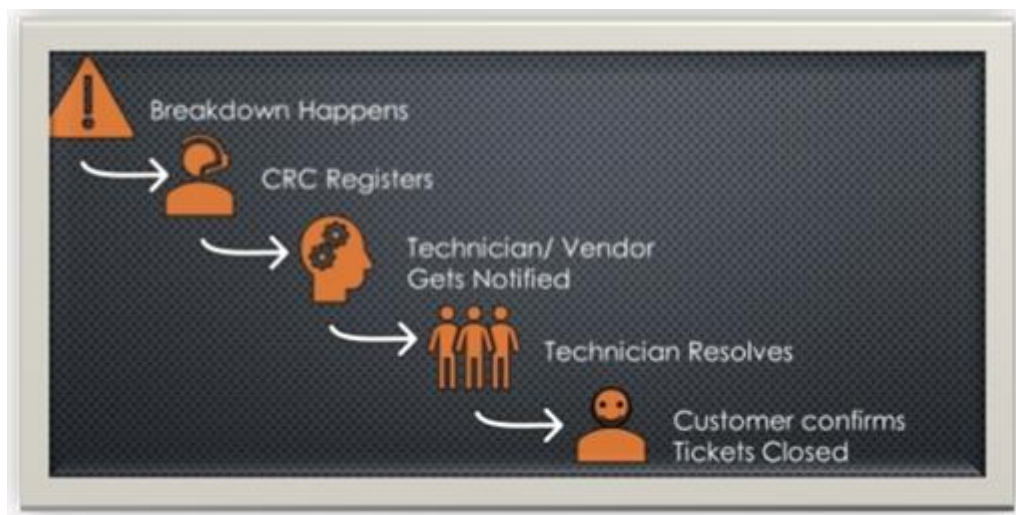 Breakdown Happens
CRC Registers
Technician/ Vendor
Gets Notified
Technician Resolves
Customer confirms
Tickets Closed